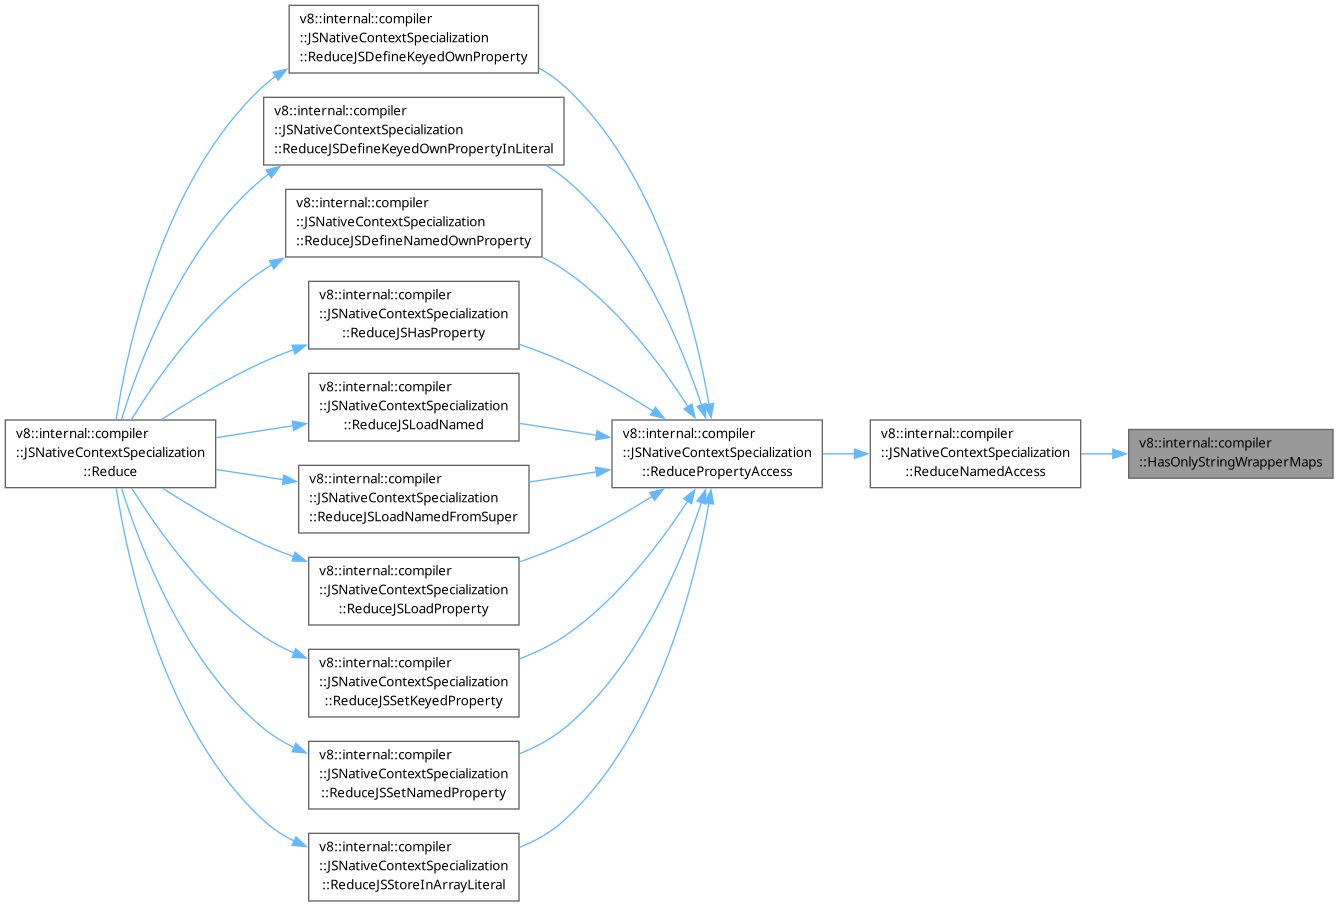 v8::internal::compiler
::JSNativeContextSpecialization
::ReduceJSDefineKeyedOwnProperty
v8::internal::compiler
::JSNativeContextSpecialization
::ReduceJSDefineKeyedOwnPropertyInLiteral
v8::internal::compiler
::JSNativeContextSpecialization
::ReduceJSDefineNamedOwnProperty
v8::internal::compiler
::JSNativeContextSpecialization
::ReduceJSHasProperty
v8::internal::compiler
::JSNativeContextSpecialization
::ReduceJSLoadNamed
v8::internal::compiler
::JSNativeContextSpecialization
::Reduce
v8::internal::compiler
::JSNativeContextSpecialization
::ReducePropertyAccess
v8::internal::compiler
::JSNativeContextSpecialization
::ReduceNamedAccess
v8::internal::compiler
::HasOnlyStringWrapperMaps
v8::internal::compiler
::JSNativeContextSpecialization
::ReduceJSLoadNamedFromSuper
v8::internal::compiler
::JSNativeContextSpecialization
::ReduceJSLoadProperty
v8::internal::compiler
::JSNativeContextSpecialization
::ReduceJSSetKeyedProperty
v8::internal::compiler
::JSNativeContextSpecialization
::ReduceJSSetNamedProperty
v8::internal::compiler
::JSNativeContextSpecialization
::ReduceJSStoreInArrayLiteral